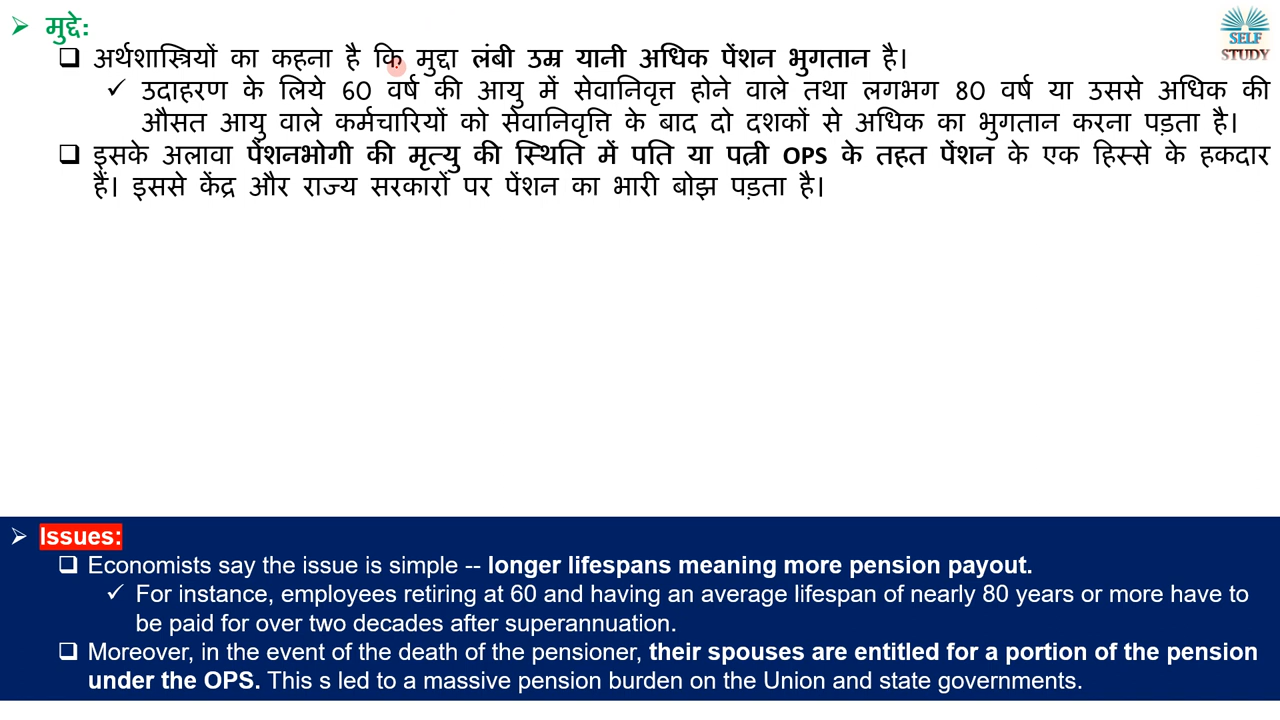 ➢ मुद्दे:
SELF
STUDY
❑ अर्थशास्त्रियों का कहना है कि मुद्दा लंबी उम्र यानी अधिक पेंशन भुगतान है।
✓ उदाहरण के लिये 60 वर्ष की आयु में सेवानिवृत्त होने वाले तथा लगभग 80 वर्ष या उससे अधिक की
औसत आयु वाले कर्मचारियों को सेवानिवृत्ति के बाद दो दशकों से अधिक का भुगतान करना पड़ता है।
❑ इसके अलावा पेंशनभोगी की मृत्यु की स्थिति में पति या पत्नी OPS के तहत पेंशन के एक हिस्से के हकदार
हैं। इससे केंद्र और राज्य सरकारों पर पेंशन का भारी बोझ पड़ता है।
➢ Issues:
❑ Economists say the issue is simple -- longer lifespans meaning more pension payout.
✓ For instance, employees retiring at 60 and having an average lifespan of nearly 80 years or more have to
be paid for over two decades after superannuation.
❑ Moreover, in the event of the death of the pensioner, their spouses are entitled for a portion of the pension
under the OPS. This s led to a massive pension burden on the Union and state governments.